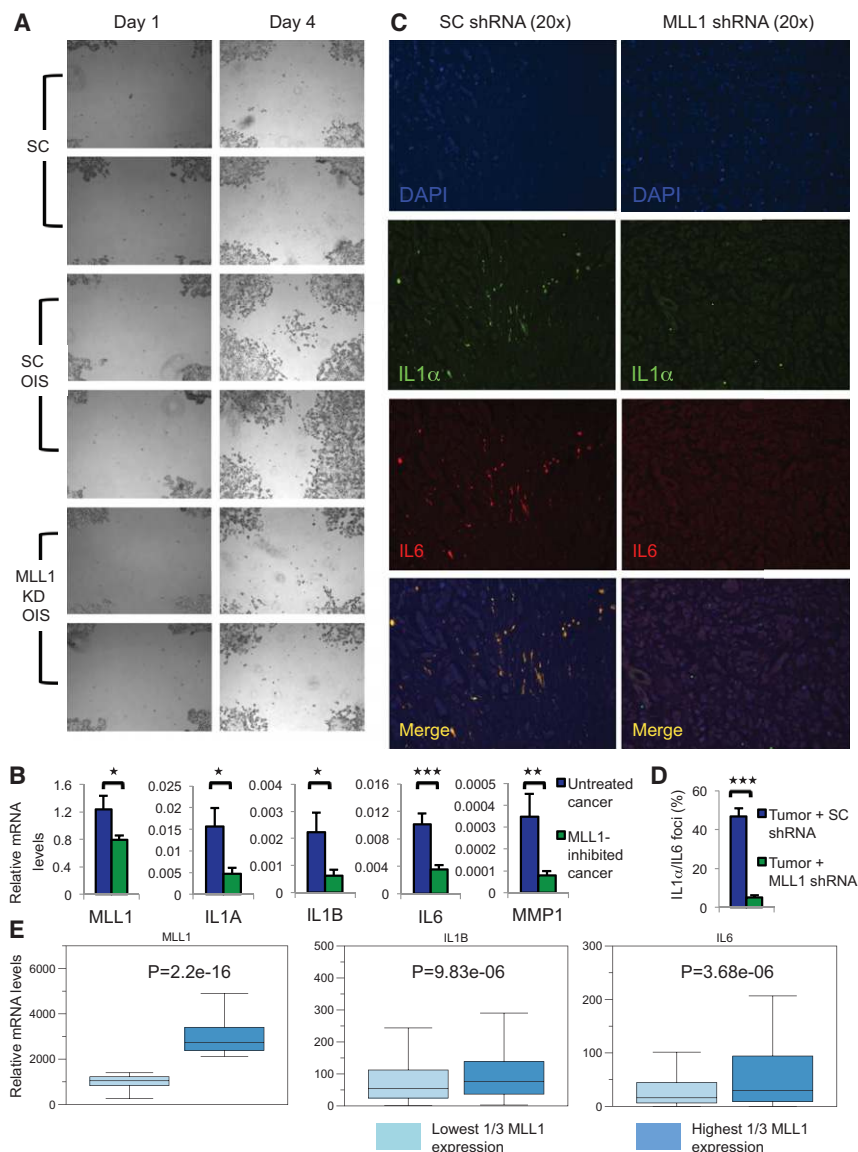 A
Day 1
Day 4
SC
SC
OIS
MLL1
KD
OIS
C
SC shRNA (20x)
MLL1 shRNA (20x)
DAPI
DAPI
IL1α
IL1α
IL6
IL6
Merge
Merge
B
Relative mRNA
levels
1.6
1.2
0.8
0.4
0
★
MLL1
0.025
0.02
0.015
0.01
0.005
0
★
IL1A
0.004
0.003
0.002
0.001
0
★
IL1B
0.016
0.012
0.008
0.004
0
★★★
IL6
0.0005
0.0004
0.0003
0.0002
0.0001
0
★★
MMP1
Untreated
cancer
MLL1-
inhibited
cancer
D
IL1α/IL6 foci (%)
60
40
20
0
★★★
Tumor + SC
shRNA
Tumor +
MLL1 shRNA
E
Relative mRNA levels
MLL1
6000
4000
2000
0
P=2.2e-16
IL1B
500
400
300
200
100
0
P=9.83e-06
IL6
300
200
100
0
P=3.68e-06
Lowest 1/3 MLL1
expression
Highest 1/3 MLL1
expression